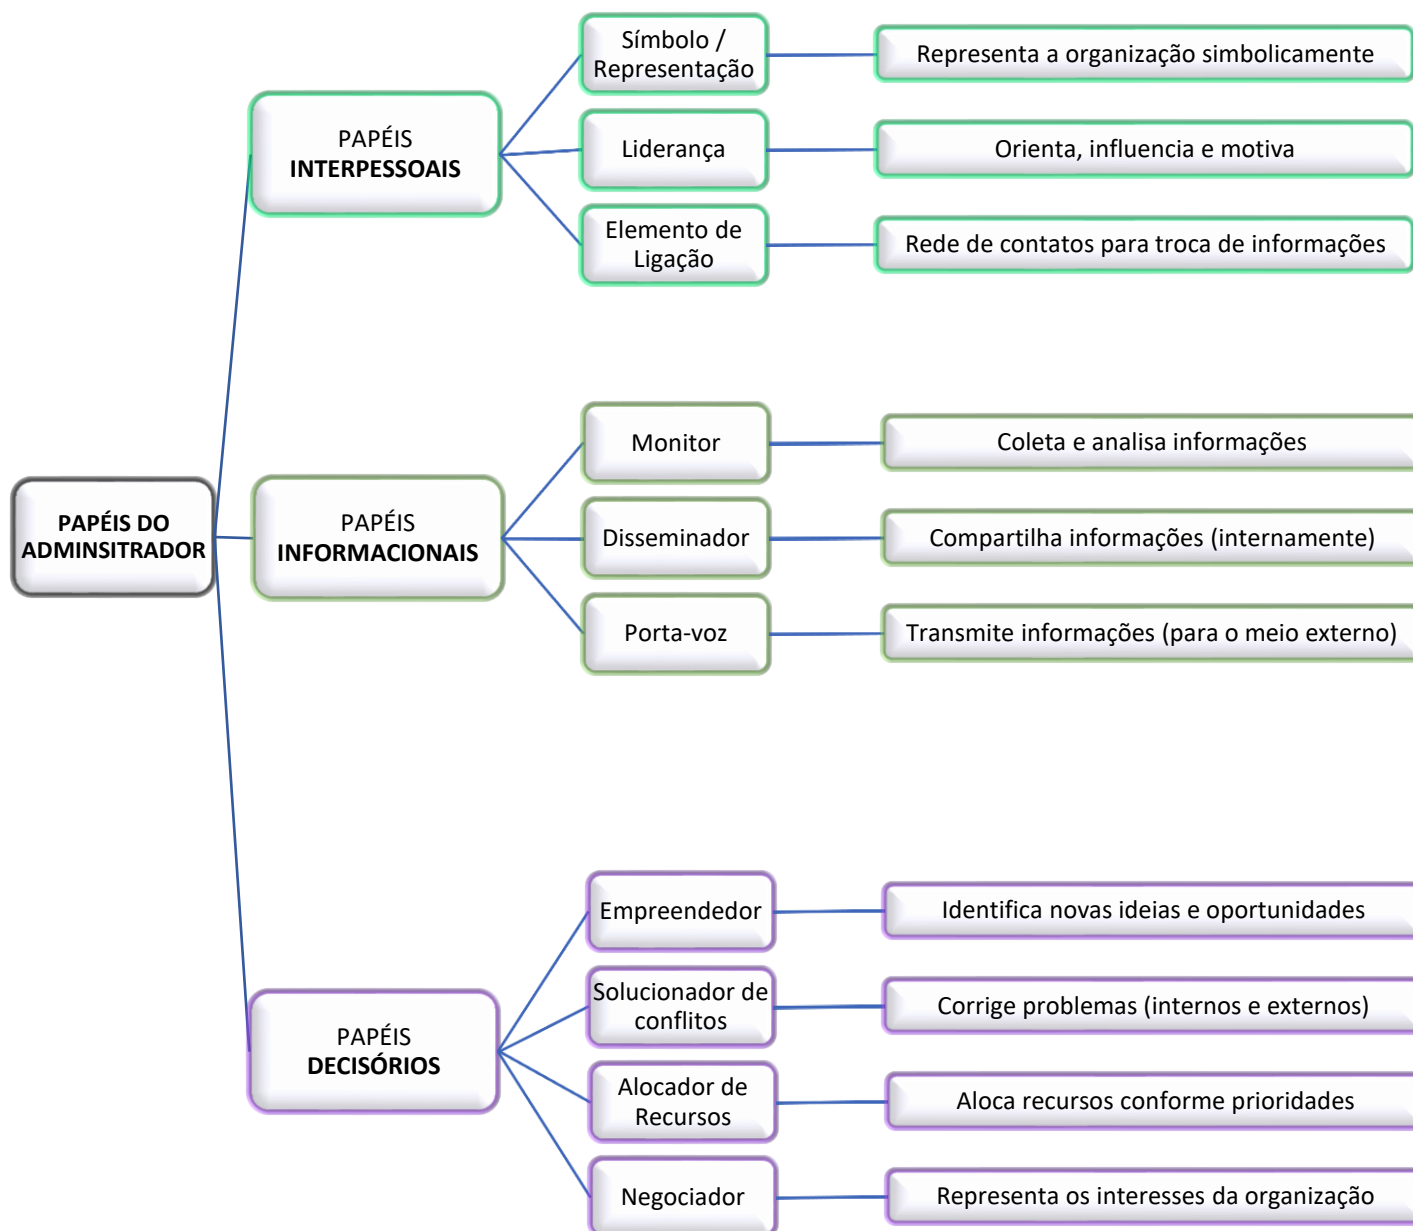 PAPÉIS DO
ADMINSITRADOR
PAPÉIS
INTERPESSOAIS
Símbolo /
Representação
Representa a organização simbolicamente
Liderança
Orienta, influencia e motiva
Elemento de
Ligação
Rede de contatos para troca de informações
PAPÉIS
INFORMACIONAIS
Monitor
Coleta e analisa informações
Disseminador
Compartilha informações (internamente)
Porta-voz
Transmite informações (para o meio externo)
PAPÉIS
DECISÓRIOS
Empreendedor
Identifica novas ideias e oportunidades
Solucionador de
conflitos
Corrige problemas (internos e externos)
Alocador de
Recursos
Aloca recursos conforme prioridades
Negociador
Representa os interesses da organização